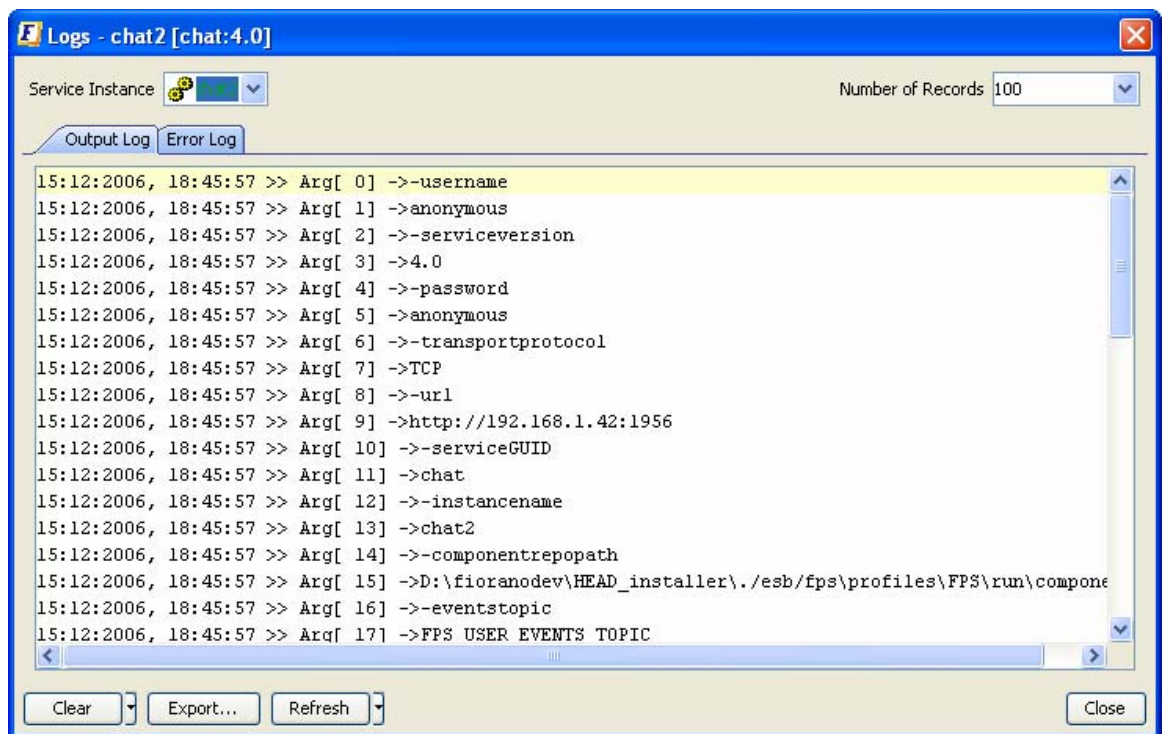 Logs - chat2 [chat:4.0]
Service Instance
Number of Records 100
Output Log Error Log
15:12:2006, 18:45:57 >> Arg[ 0] ->-username
15:12:2006, 18:45:57 >> Arg[ 1] ->anonymous
15:12:2006, 18:45:57 >> Arg[ 2] ->-serviceversion
15:12:2006, 18:45:57 >> Arg[ 3] ->4.0
15:12:2006, 18:45:57 >> Arg[ 4] ->-password
15:12:2006, 18:45:57 >> Arg[ 5] ->anonymous
15:12:2006, 18:45:57 >> Arg[ 6] ->-transportprotocol
15:12:2006, 18:45:57 >> Arg[ 7] ->TCP
15:12:2006, 18:45:57 >> Arg[ 8] ->-url
15:12:2006, 18:45:57 >> Arg[ 9] ->http://192.168.1.42:1956
15:12:2006, 18:45:57 >> Arg[ 10] ->-serviceGUID
15:12:2006, 18:45:57 >> Arg[ 11] ->chat
15:12:2006, 18:45:57 >> Arg[ 12] ->-instancename
15:12:2006, 18:45:57 >> Arg[ 13] ->chat2
15:12:2006, 18:45:57 >> Arg[ 14] ->-componentrepopath
15:12:2006, 18:45:57 >> Arg[ 15] ->D:\fioranodev\HEAD_installer\./esb/fps\profiles\FPS\run\compone
15:12:2006, 18:45:57 >> Arg[ 16] ->-eventstopic
15:12:2006, 18:45:57 >> Arg[ 17] ->FPS_USER_EVENTS_TOPIC
Clear Export... Refresh Close